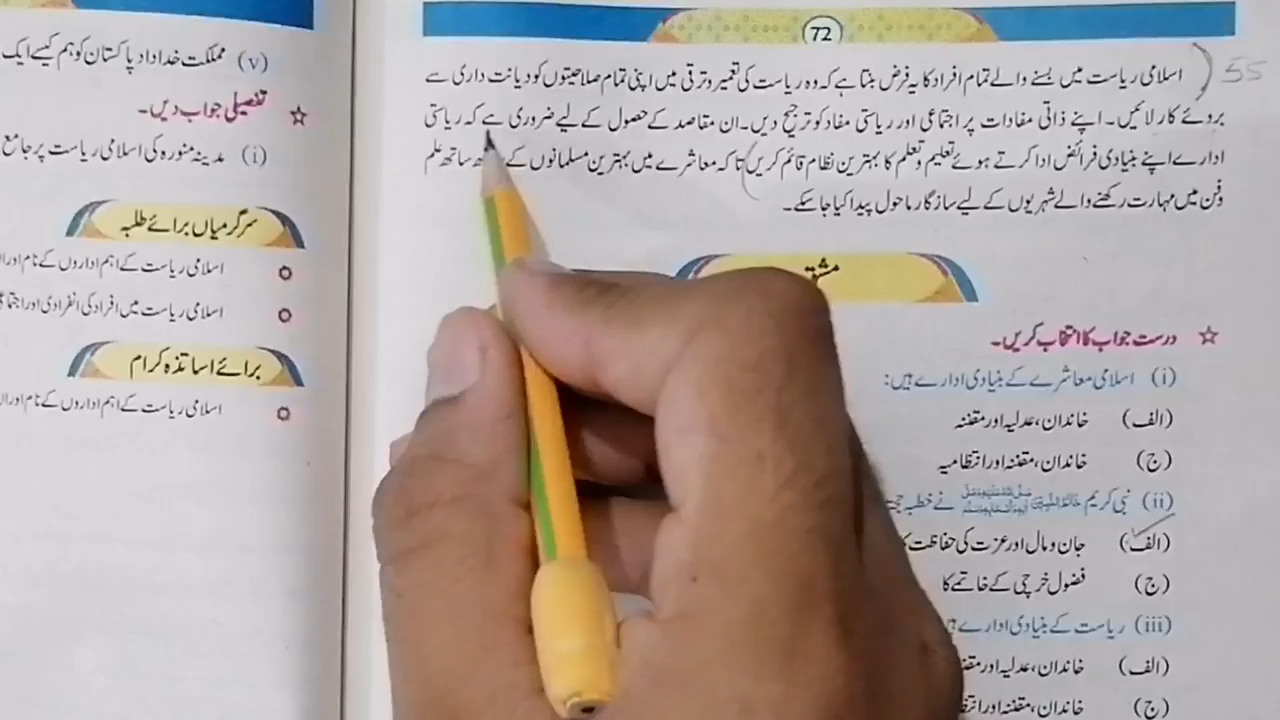 72
55
اسلامی ریاست میں بسنے والے تمام افراد کا یہ فرض بنتا ہے کہ وہ ریاست کی تعمیر و ترقی میں اپنی تمام صلاحیتوں کو دیانت داری سے
بروئے کار لائیں۔ اپنے ذاتی مفادات پر اجتماعی اور ریاستی مفاد کو ترجیح دیں۔ ان مقاصد کے حصول کے لیے ضروری ہے کہ ریاستی
ادارے اپنے بنیادی فرائض ادا کرتے ہوئے تعلیم و تعلم کا بہترین نظام قائم کریں تاکہ معاشرے میں بہترین مسلمانوں کے ساتھ علم
و فن میں مہارت رکھنے والے شہریوں کے لیے سازگار ماحول پیدا کیا جا سکے۔
درست جواب کا انتخاب کریں۔
(i) اسلامی معاشرے کے بنیادی ادارے ہیں:
(الف) خاندان، عدلیہ اور مقننہ
(ج) خاندان، مقننہ اور انتظامیہ
(ii) نبی کریم نے خطبہ
(الف) جان و مال اور عزت کی حفاظت
(ج) فضول خرچی کے خاتمے کا
(iii) ریاست کے بنیادی ادارے
(الف) خاندان، عدلیہ اور
(ج) خاندان، مقننہ اور
(v) مملکت خداداد پاکستان کو ہم کیسے ایک
تفصیلی جواب دیں۔
(i) مدینہ منورہ کی اسلامی ریاست پر جامع
سرگرمیاں برائے طلبہ
اسلامی ریاست کے اہم اداروں کے نام
اسلامی ریاست میں افراد کی انفرادی اور
برائے اساتذہ کرام
اسلامی ریاست کے اہم اداروں کے نام